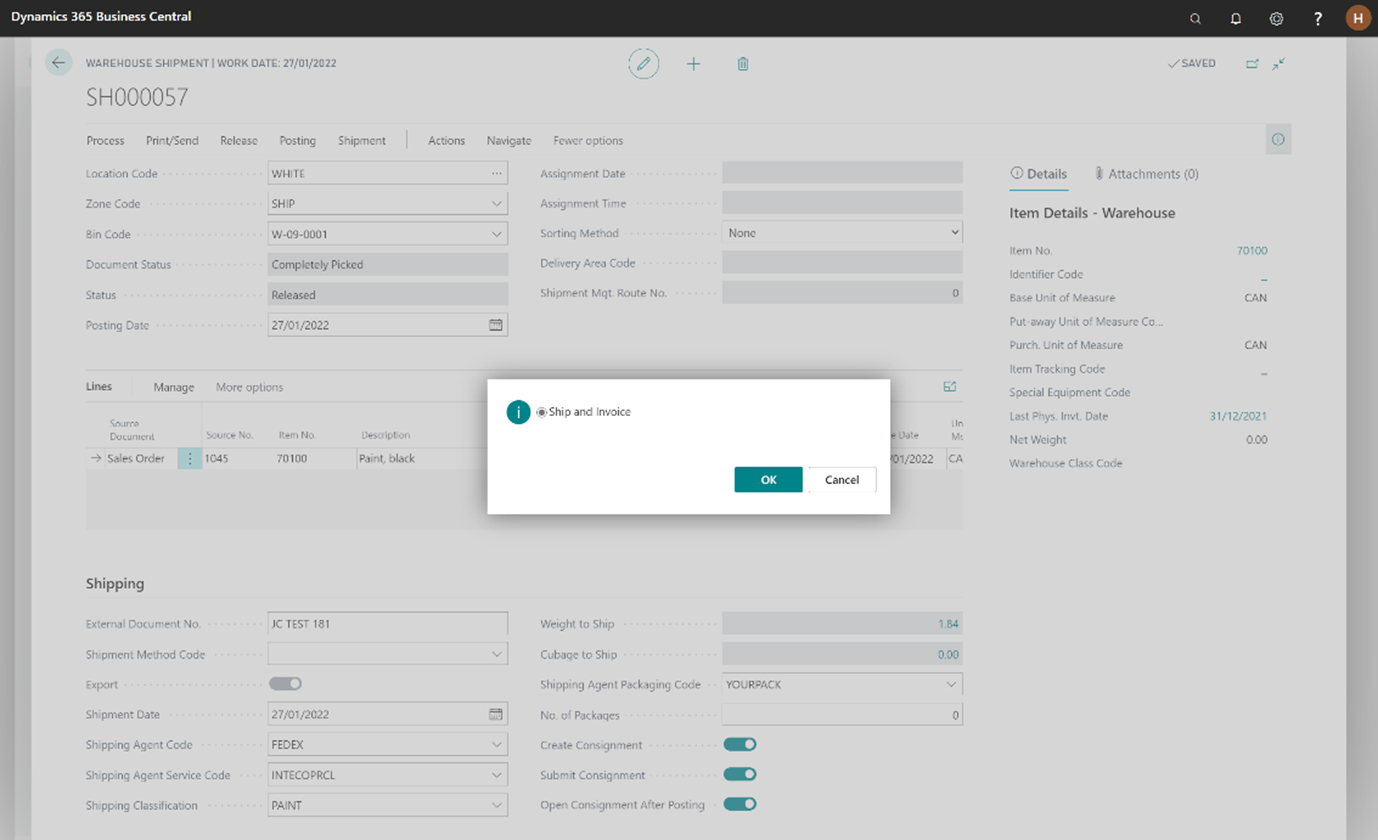 Dynamics 365 Business Central
?
H
WAREHOUSE SHIPMENT | WORK DATE: 27/01/2022
SAVED
SH000057
Process Print/Send Release Posting Shipment Actions Navigate Fewer options
Location Code WHITE
Zone Code SHIP
Bin Code W-09-0001
Document Status Completely Picked
Status Released
Posting Date 27/01/2022
Assignment Date
Assignment Time
Sorting Method None
Delivery Area Code
Shipment Mgt. Route No. 0
Details Attachments (0)
Item Details - Warehouse
Item No. 70100
Identifier Code _
Base Unit of Measure CAN
Put-away Unit of Measure Co...
Purch. Unit of Measure CAN
Item Tracking Code _
Special Equipment Code
Last Phys. Invt. Date 31/12/2021
Net Weight 0.00
Warehouse Class Code
Lines Manage More options
Source
Document Source No. Item No. Description
Sales Order 1045 70100 Paint, black
e Date
/01/2022
Un
CA
Ship and Invoice
OK Cancel
Shipping
External Document No. JC TEST 181
Shipment Method Code
Export
Shipment Date 27/01/2022
Shipping Agent Code FEDEX
Shipping Agent Service Code INTECOPRCL
Shipping Classification PAINT
Weight to Ship 1.84
Cubage to Ship 0.00
Shipping Agent Packaging Code YOURPACK
No. of Packages 0
Create Consignment
Submit Consignment
Open Consignment After Posting